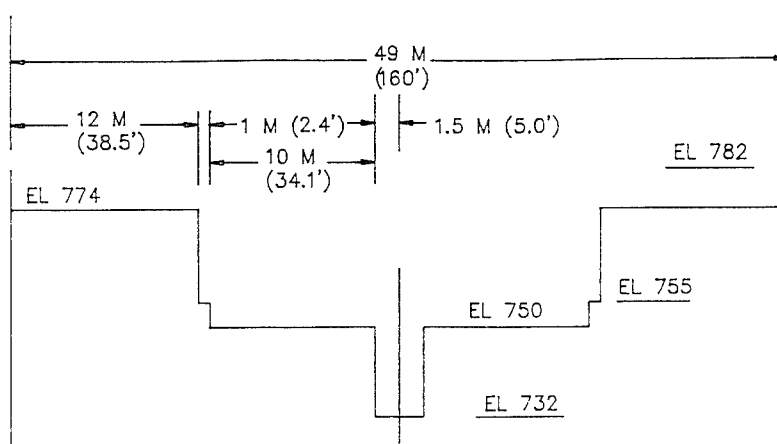 49 M
(160')
12 M
(38.5')
1 M (2.4')
1.5 M (5.0')
10 M
(34.1')
EL 782
EL 774
EL 755
EL 750
EL 732